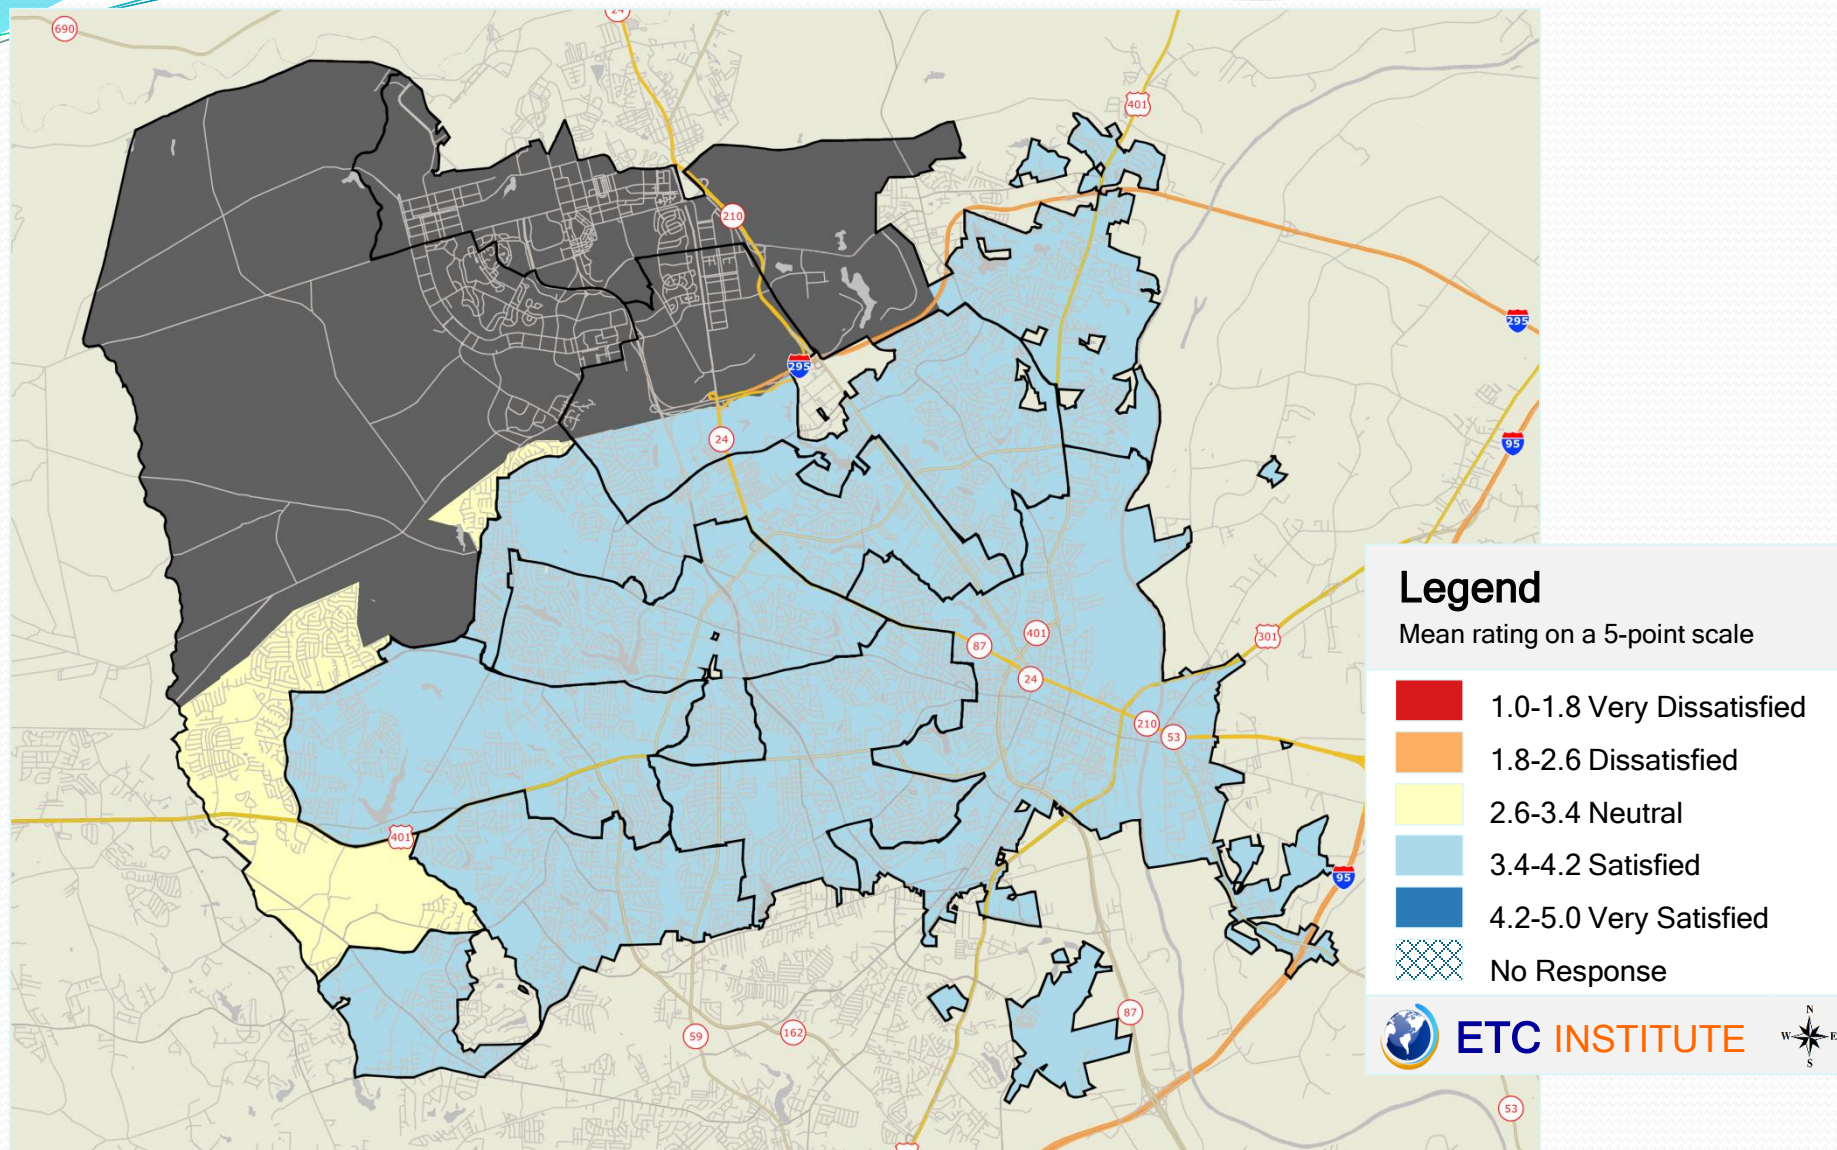 690
24
401
210
295
295
24
95
87
401
301
24
210
53
401
95
87
59
162
53
Legend
Mean rating on a 5-point scale
1.0-1.8 Very Dissatisfied
1.8-2.6 Dissatisfied
2.6-3.4 Neutral
3.4-4.2 Satisfied
4.2-5.0 Very Satisfied
No Response
ETC INSTITUTE
N
W E
S